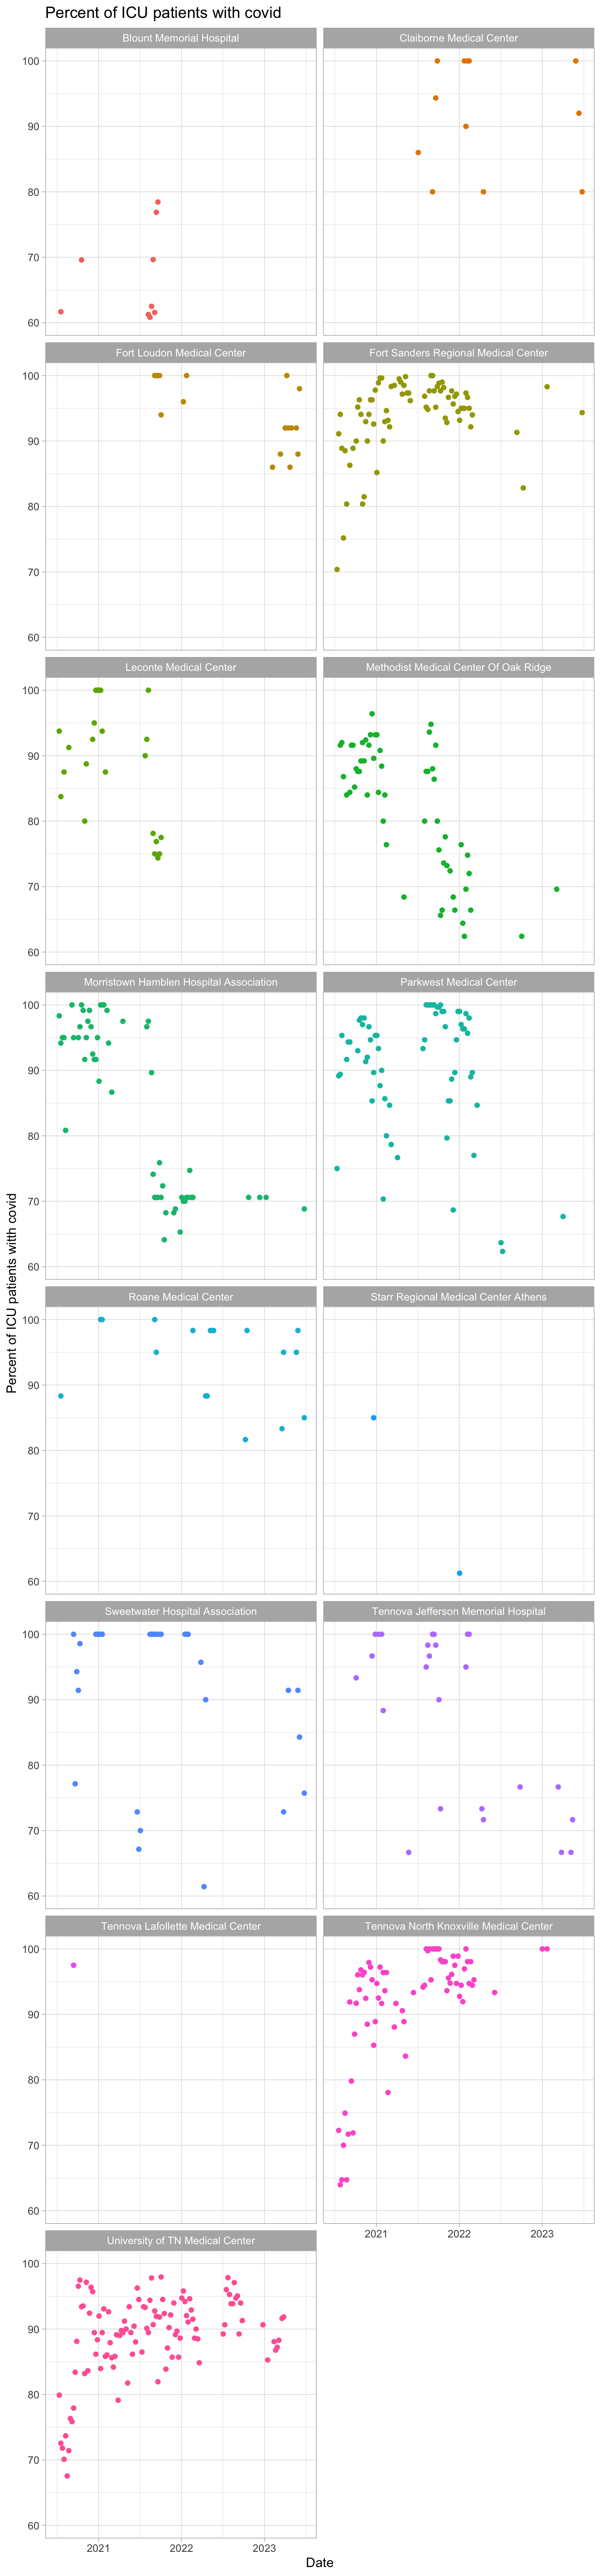 Percent of ICU patients with covid
Blount Memorial Hospital
Claiborne Medical Center
100
90
80
70
60
Fort Loudon Medical Center
Fort Sanders Regional Medical Center
100
90
80
70
60
Leconte Medical Center
Methodist Medical Center Of Oak Ridge
100
90
80
70
60
Morristown Hamblen Hospital Association
Parkwest Medical Center
100
90
80
70
60
Percent of ICU patients witth covid
Roane Medical Center
Starr Regional Medical Center Athens
100
90
80
70
60
Sweetwater Hospital Association
Tennova Jefferson Memorial Hospital
100
90
80
70
60
Tennova Lafollette Medical Center
Tennova North Knoxville Medical Center
100
90
80
70
60
2021 2022 2023
University of TN Medical Center
100
90
80
70
60
2021 2022 2023
Date